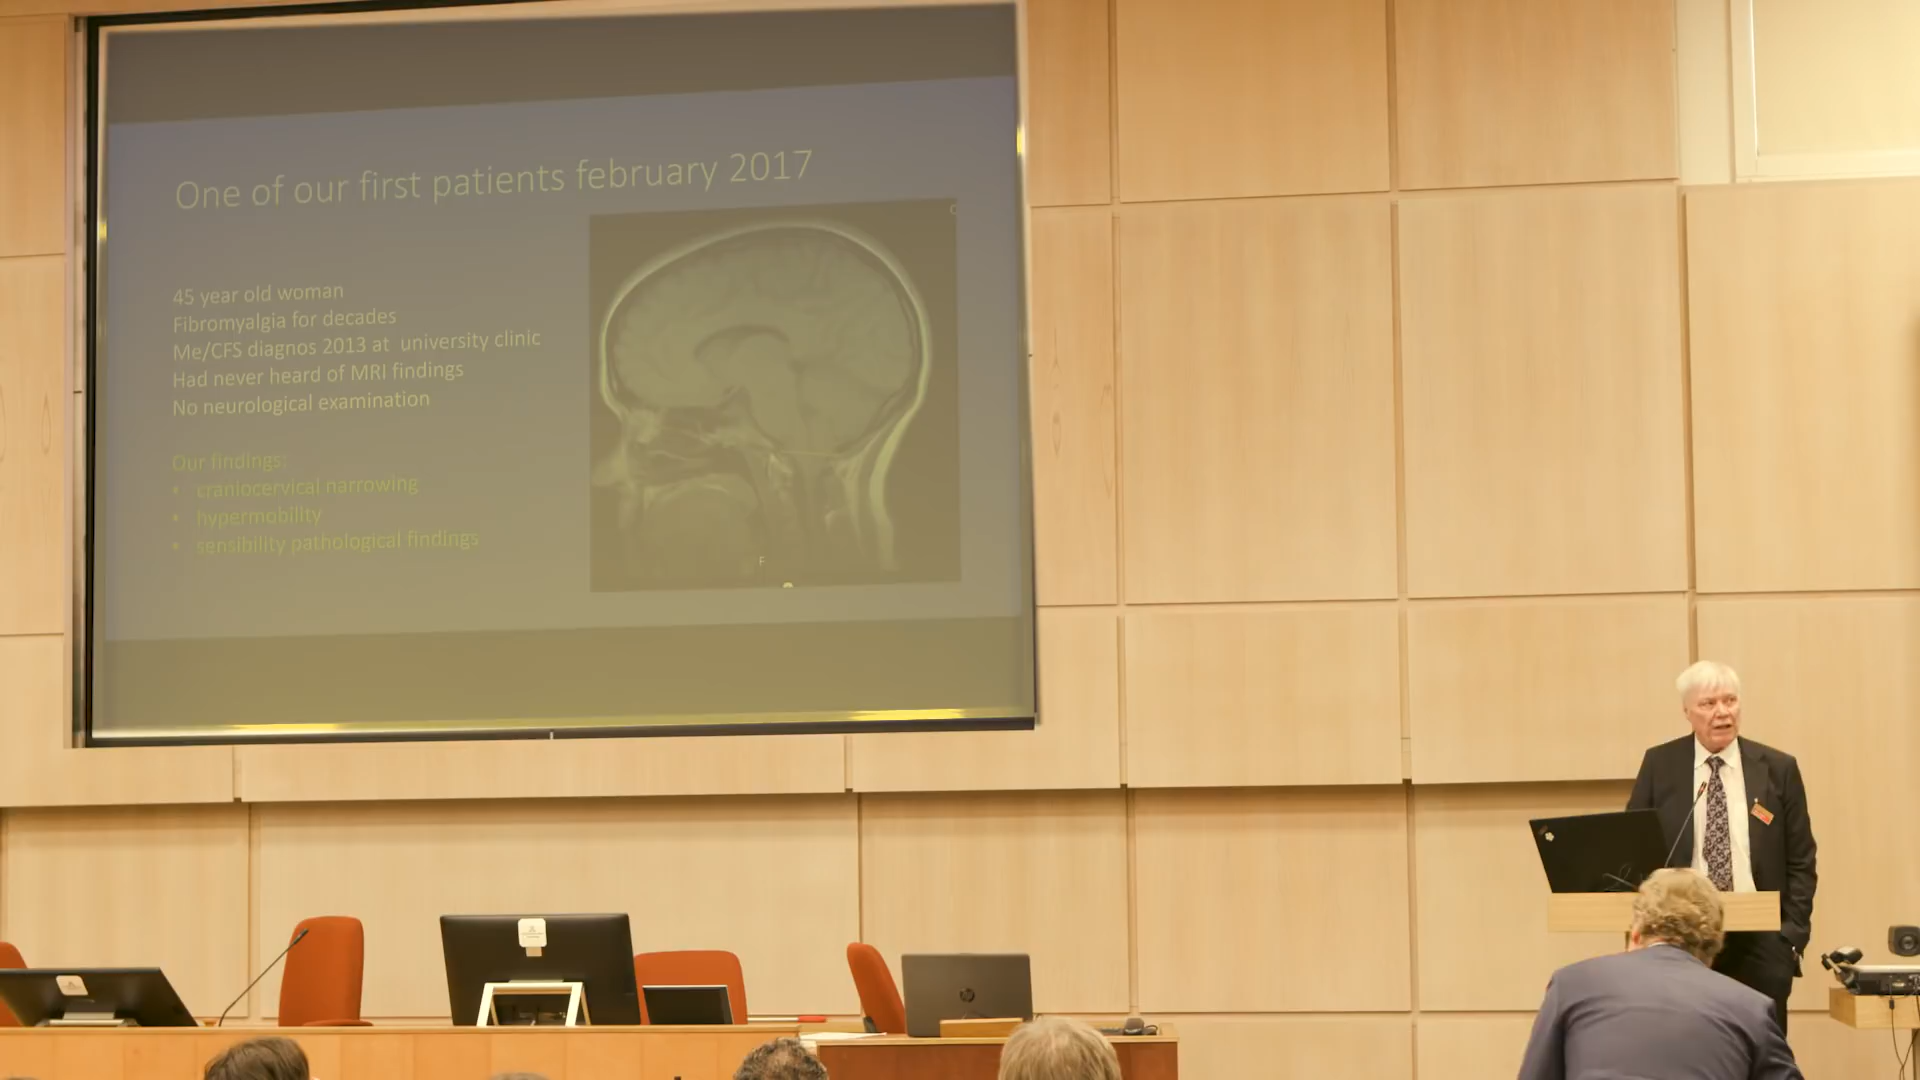 One of our first patients february 2017
45 year old woman
Fibromyalgia for decades
Me/CFS diagnos 2013 at university clinic
Had never heard of MRI findings
No neurological examination
Our findings:
• craniocervical narrowing
• hypermobility
• sensibility pathological findings
F
hp